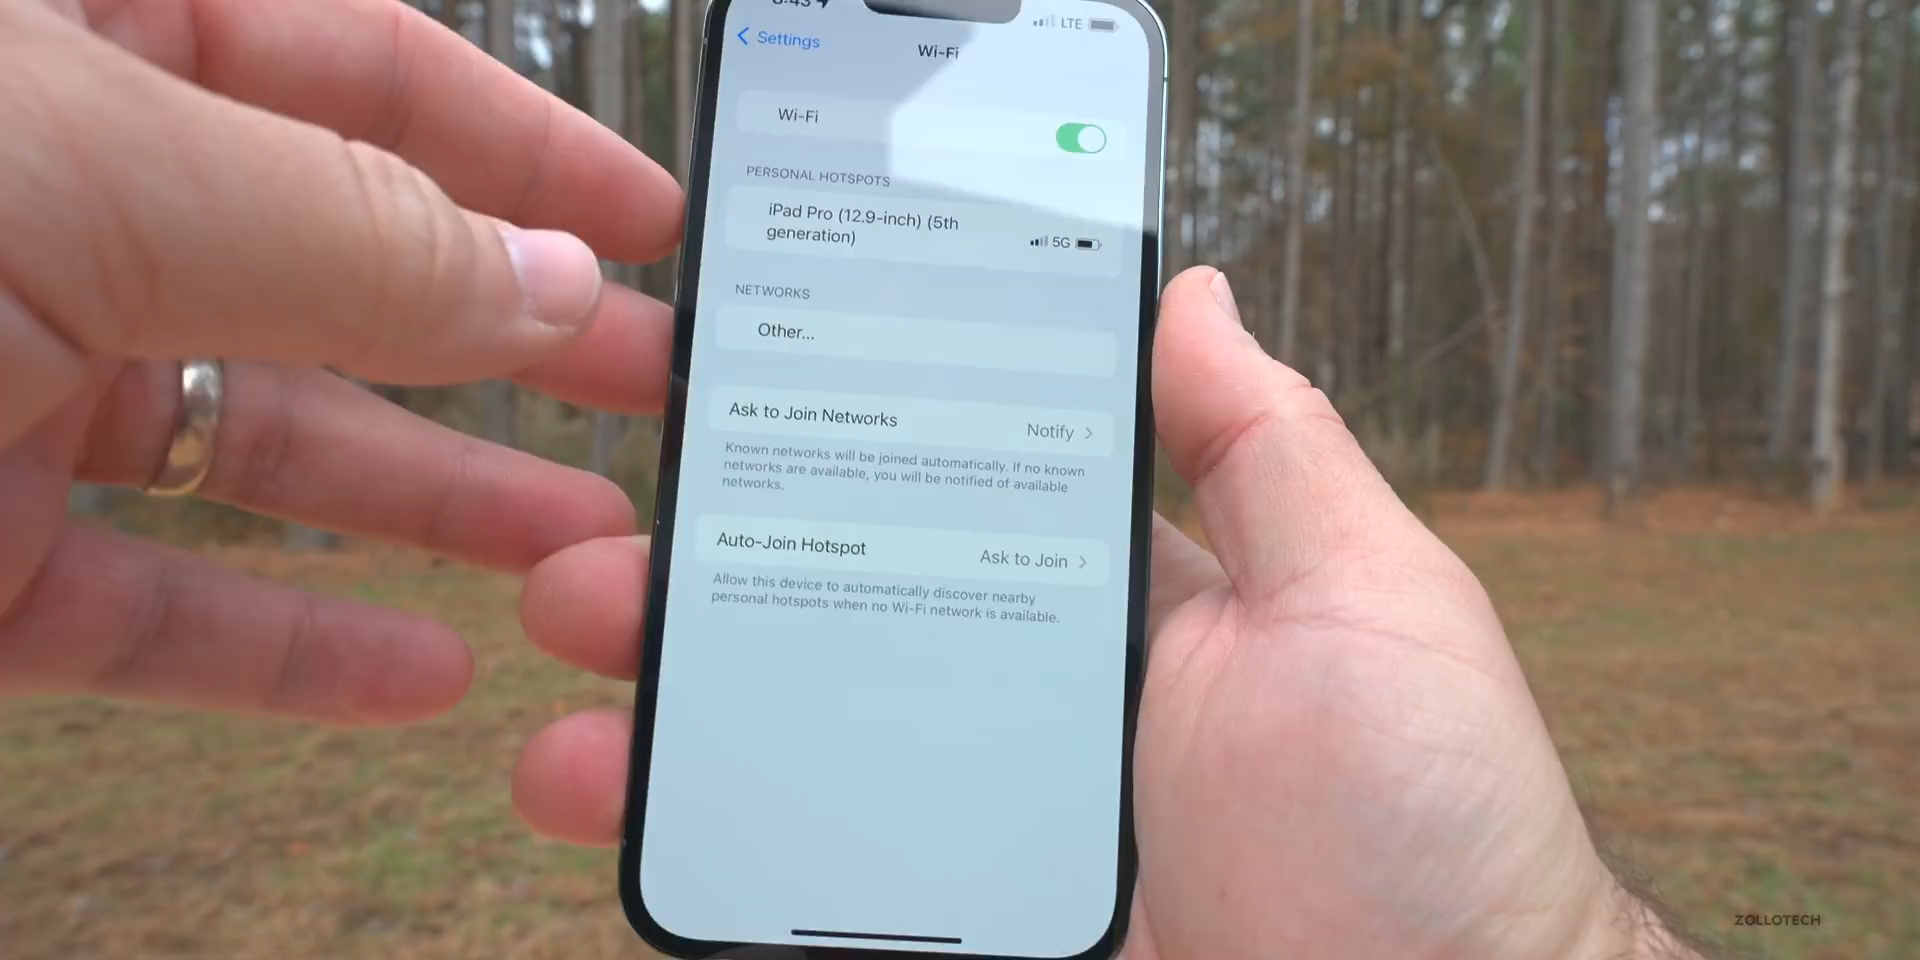 8:43
LTE
Settings
Wi-Fi
Wi-Fi
PERSONAL HOTSPOTS
iPad Pro (12.9-inch) (5th
generation)
5G
NETWORKS
Other...
Ask to Join Networks
Notify
Known networks will be joined automatically. If no known
networks are available, you will be notified of available
networks.
Auto-Join Hotspot
Ask to Join
Allow this device to automatically discover nearby
personal hotspots when no Wi-Fi network is available.
ZOLLOTECH